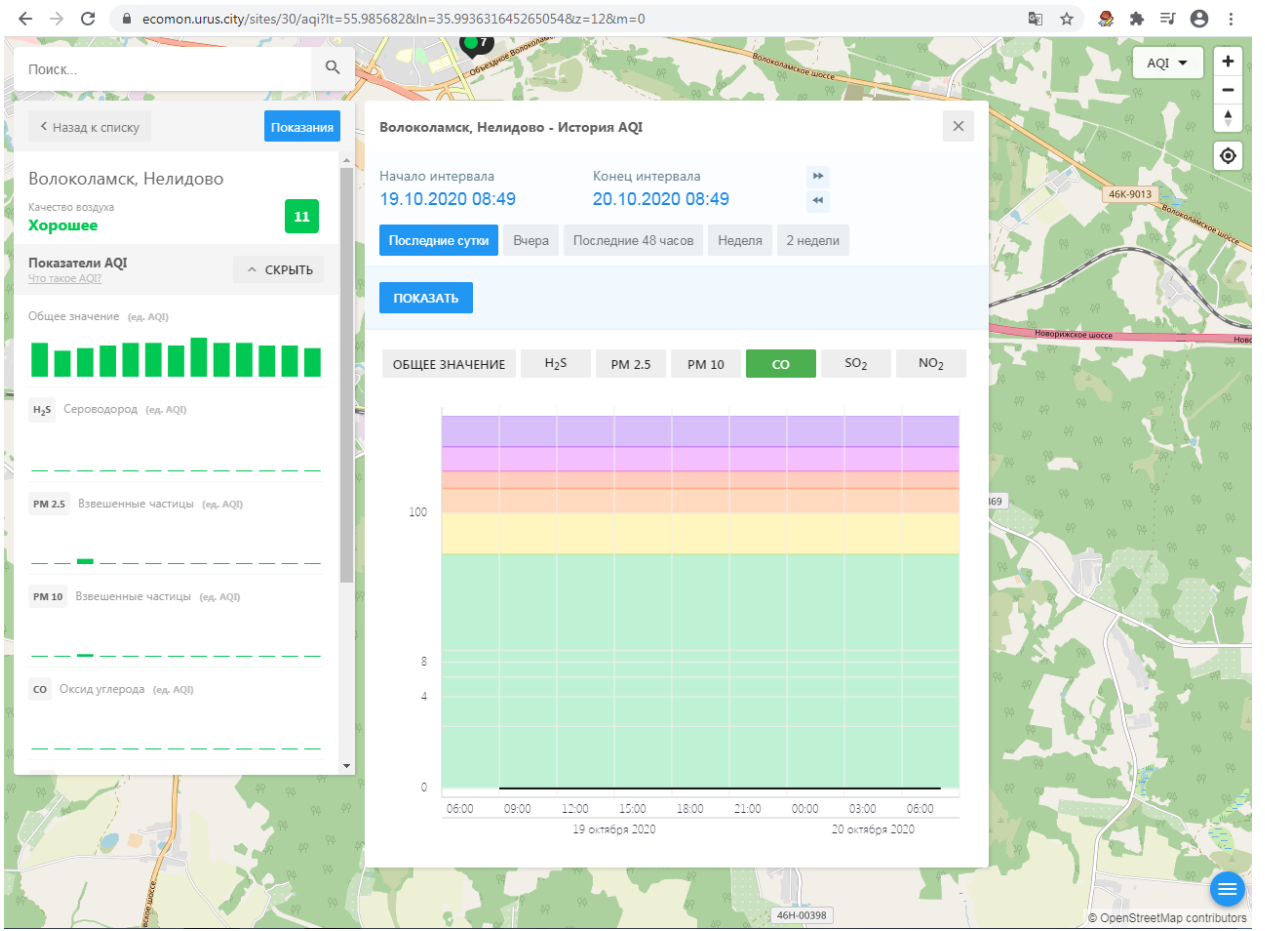 ecomon.urus.city/sites/30/aqi?lt=55.985682&ln=35.993631645265054&z=12&m=0
Поиск...
7
Объездное Волоколамск
Волоколамское шоссе
AQI
Назад к списку
Показания
Волоколамск, Нелидово
Качество воздуха
Хорошее
11
Показатели AQI
Что такое AQI?
СКРЫТЬ
Общее значение (ед. AQI)
H₂S Сероводород (ед. AQI)
PM 2.5 Взвешенные частицы (ед. AQI)
PM 10 Взвешенные частицы (ед. AQI)
CO Оксид углерода (ед. AQI)
Волоколамск, Нелидово - История AQI
Начало интервала
19.10.2020 08:49
Конец интервала
20.10.2020 08:49
Последние сутки Вчера Последние 48 часов Неделя 2 недели
ПОКАЗАТЬ
ОБЩЕЕ ЗНАЧЕНИЕ H₂S PM 2.5 PM 10 CO SO₂ NO₂
100
8
4
0
06:00 09:00 12:00 15:00 18:00 21:00 00:00 03:00 06:00
19 октября 2020 20 октября 2020
46К-9013
Волоколамское шоссе
Новорижское шоссе
Ново
369
46Н-00398
© OpenStreetMap contributors